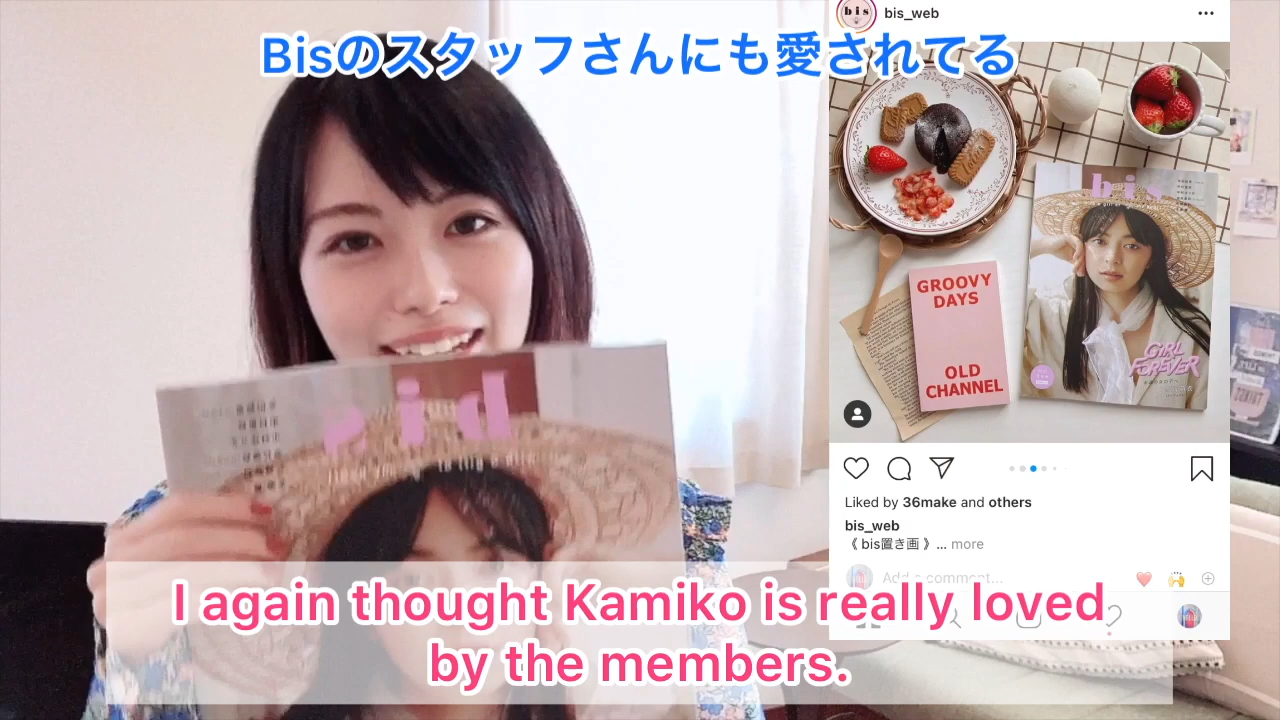 bis
bis_web
Bisのスタッフさんにも愛されてる
bis
GROOVY
DAYS
OLD
CHANNEL
GIRL
FOREVER
bis
Liked by 36make and others
bis_web
《 bis置き画 》... more
Add a comment...
I again thought Kamiko is really loved
by the members.